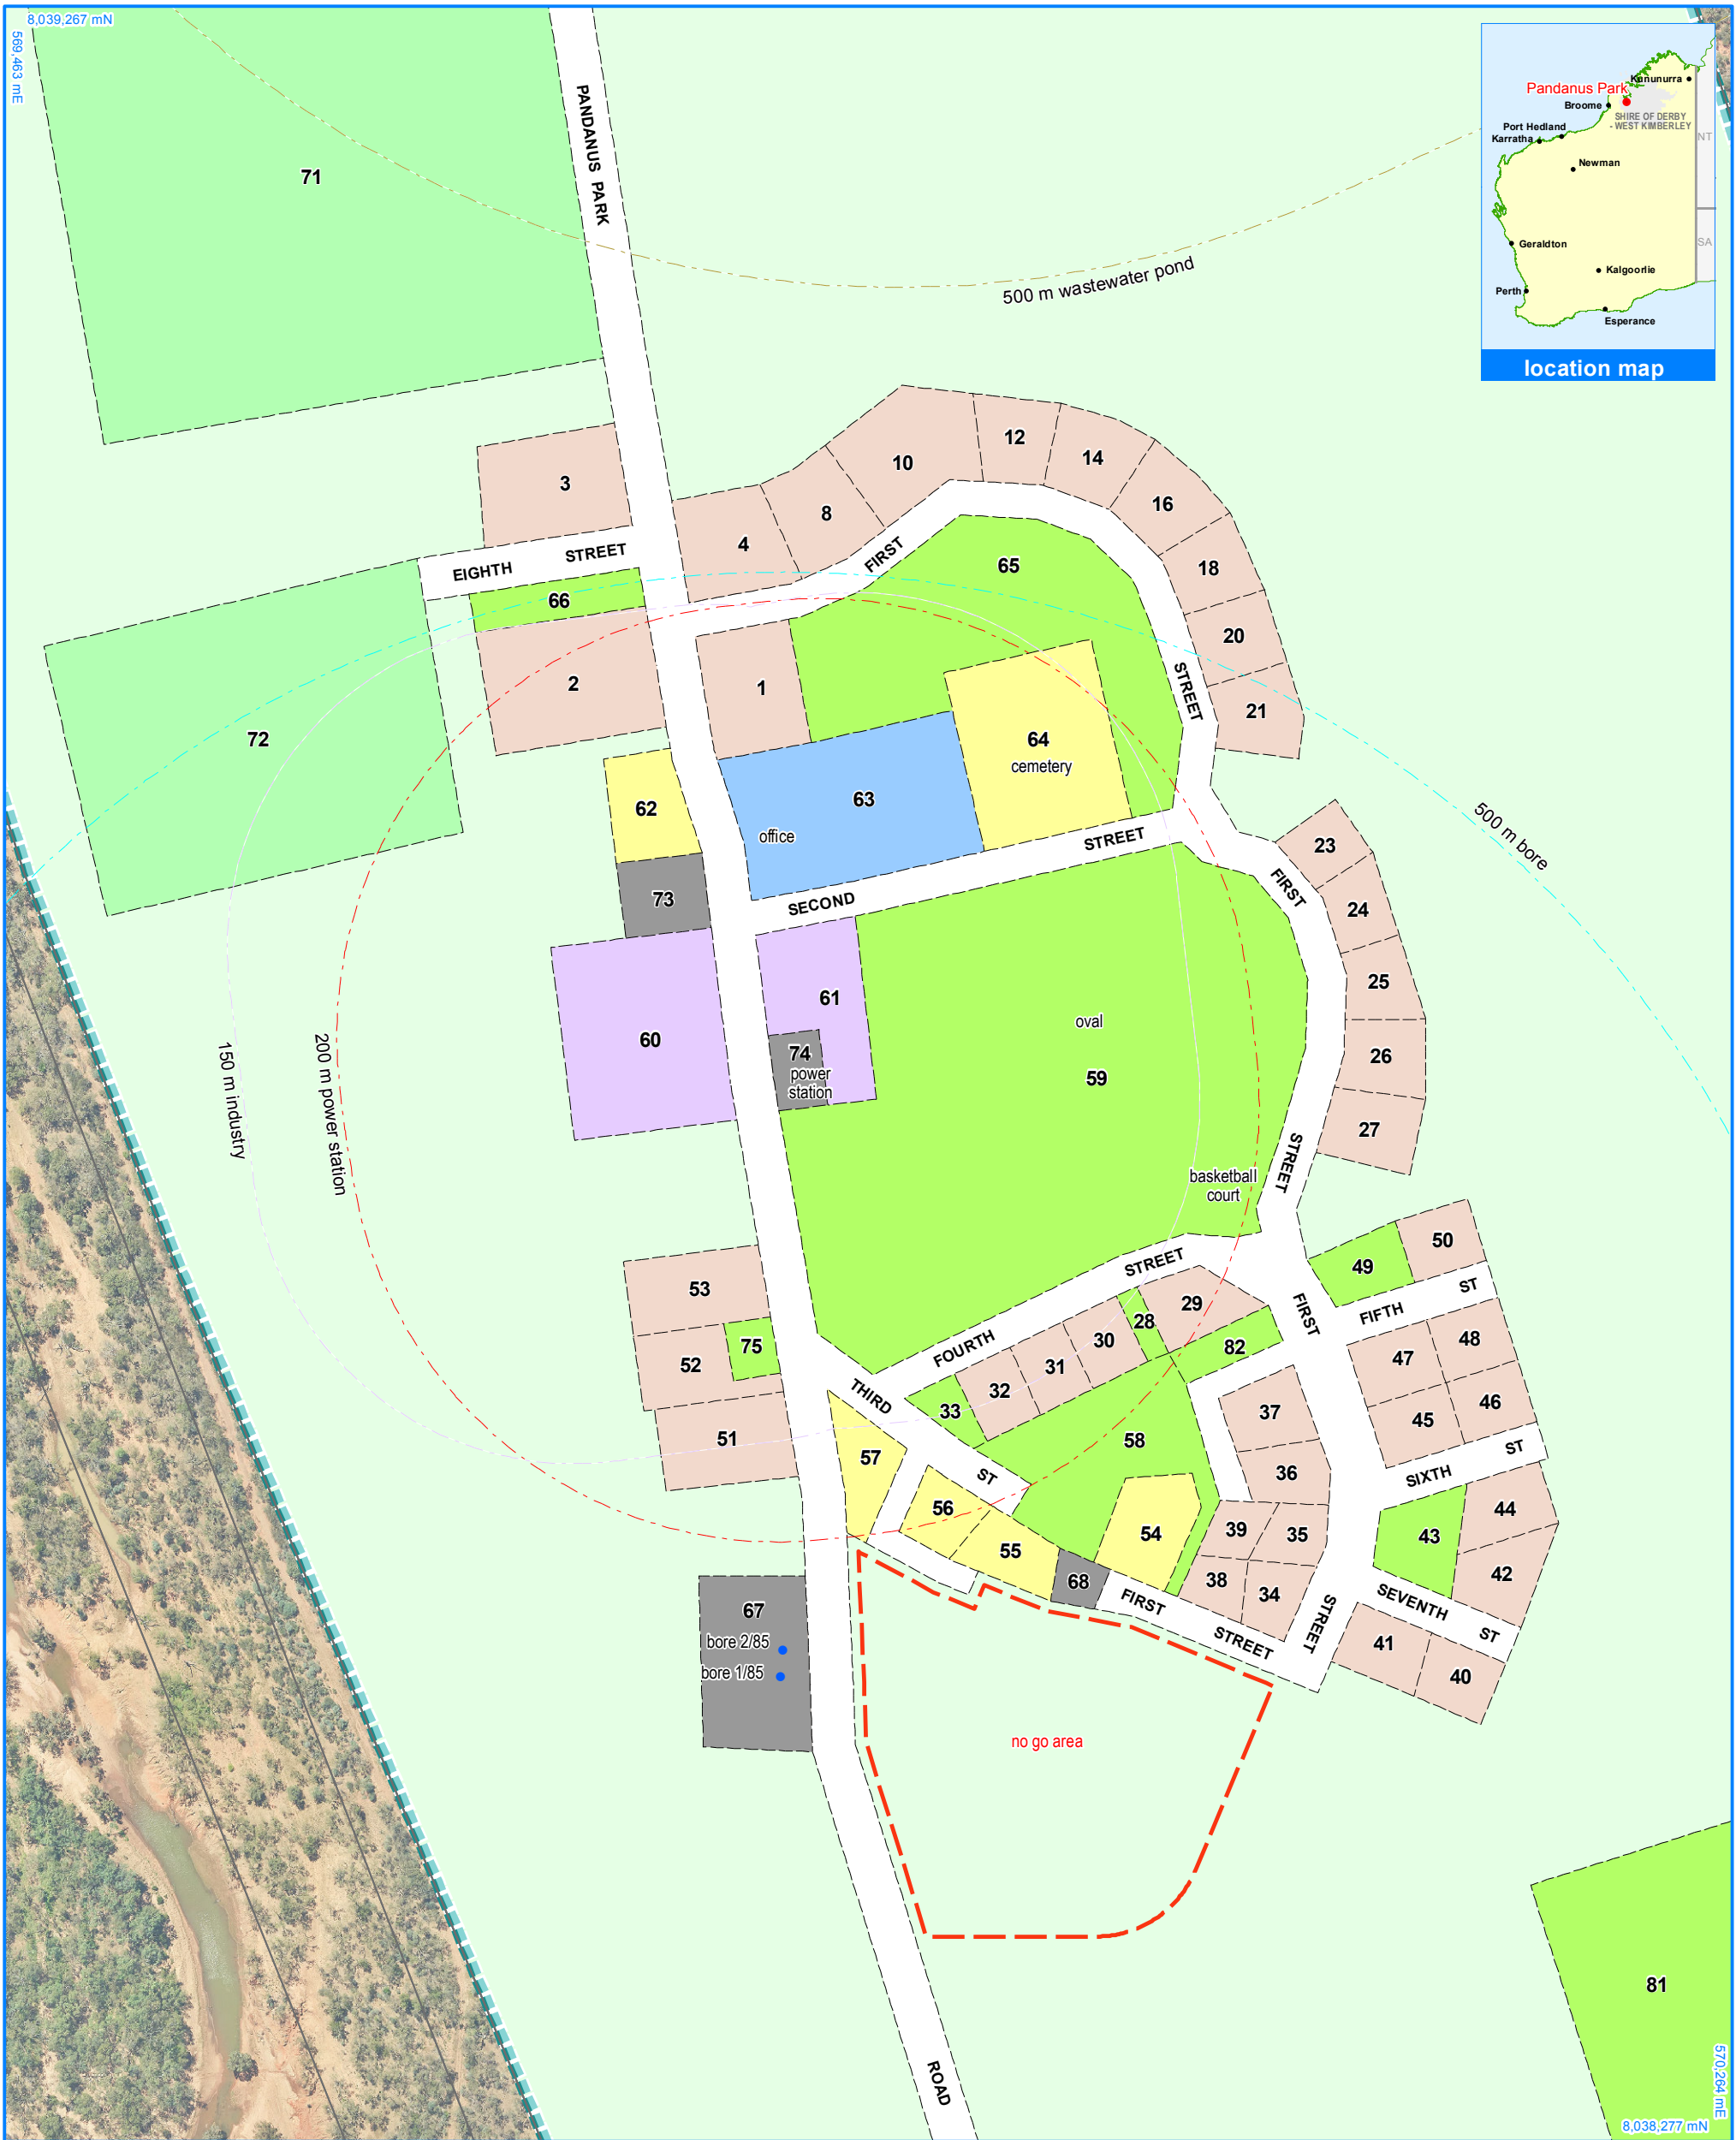 8,039,267 mN
569,463 mE
Kununurra
Pandanus Park
Broome
SHIRE OF DERBY
- WEST KIMBERLEY
Port Hedland
Karratha
NT
Newman
SA
Geraldton
Kalgoorlie
Perth
Esperance
location map
PANDANUS PARK
71
500 m wastewater pond
3
4
8
10
12
14
16
18
20
21
EIGHTH STREET
FIRST
STREET
65
66
2
1
72
64
cemetery
62
63
office
73
SECOND STREET
500 m bore
23
24
25
26
27
FIRST
STREET
60
61
74
power
station
oval
59
basketball
court
150 m industry
200 m power station
53
52
75
51
49
50
FIFTH ST
FOURTH STREET
FIRST
28
29
30
31
32
33
82
47
48
45
46
THIRD
ST
57
58
37
36
SIXTH ST
56
55
54
39
35
38
34
68
44
43
42
SEVENTH ST
FIRST STREET
STREET
41
40
67
bore 2/85
bore 1/85
no go area
81
ROAD
570,264 mE
8,038,277 mN